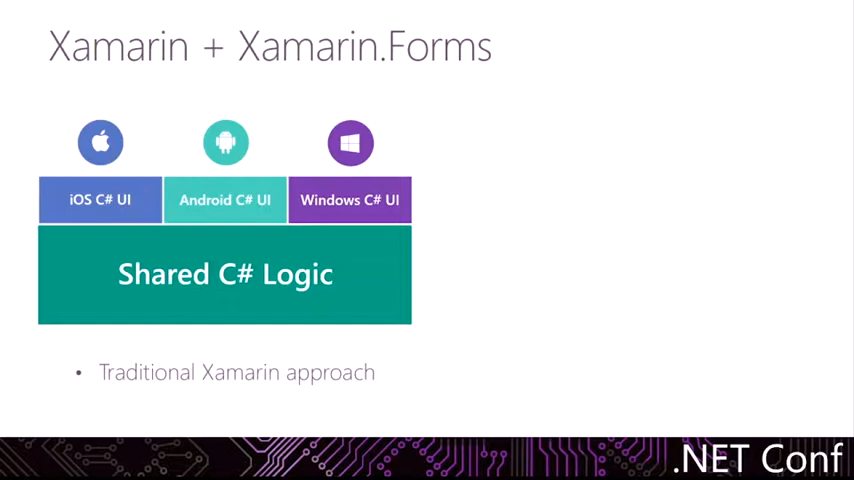 Xamarin + Xamarin.Forms
iOS C# UI
Android C# UI
Windows C# UI
Shared C# Logic
• Traditional Xamarin approach
.NET Conf